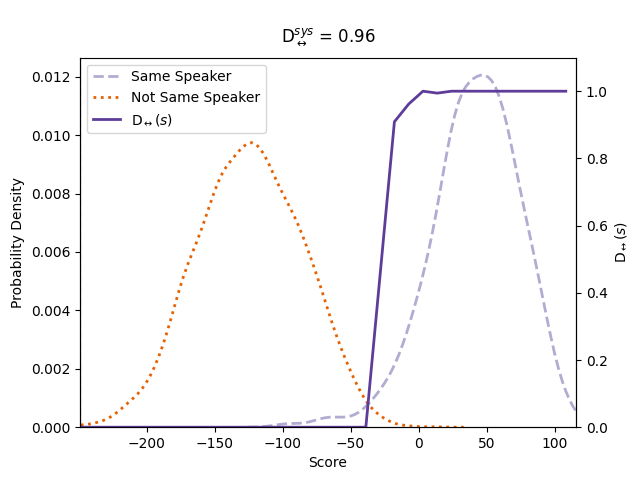 D↔sys = 0.96
Same Speaker
Not Same Speaker
D↔(s)
0.012
0.010
0.008
0.006
0.004
0.002
0.000
Probability Density
1.0
0.8
0.6
0.4
0.2
0.0
D↔(s)
−200
−150
−100
−50
0
50
100
Score